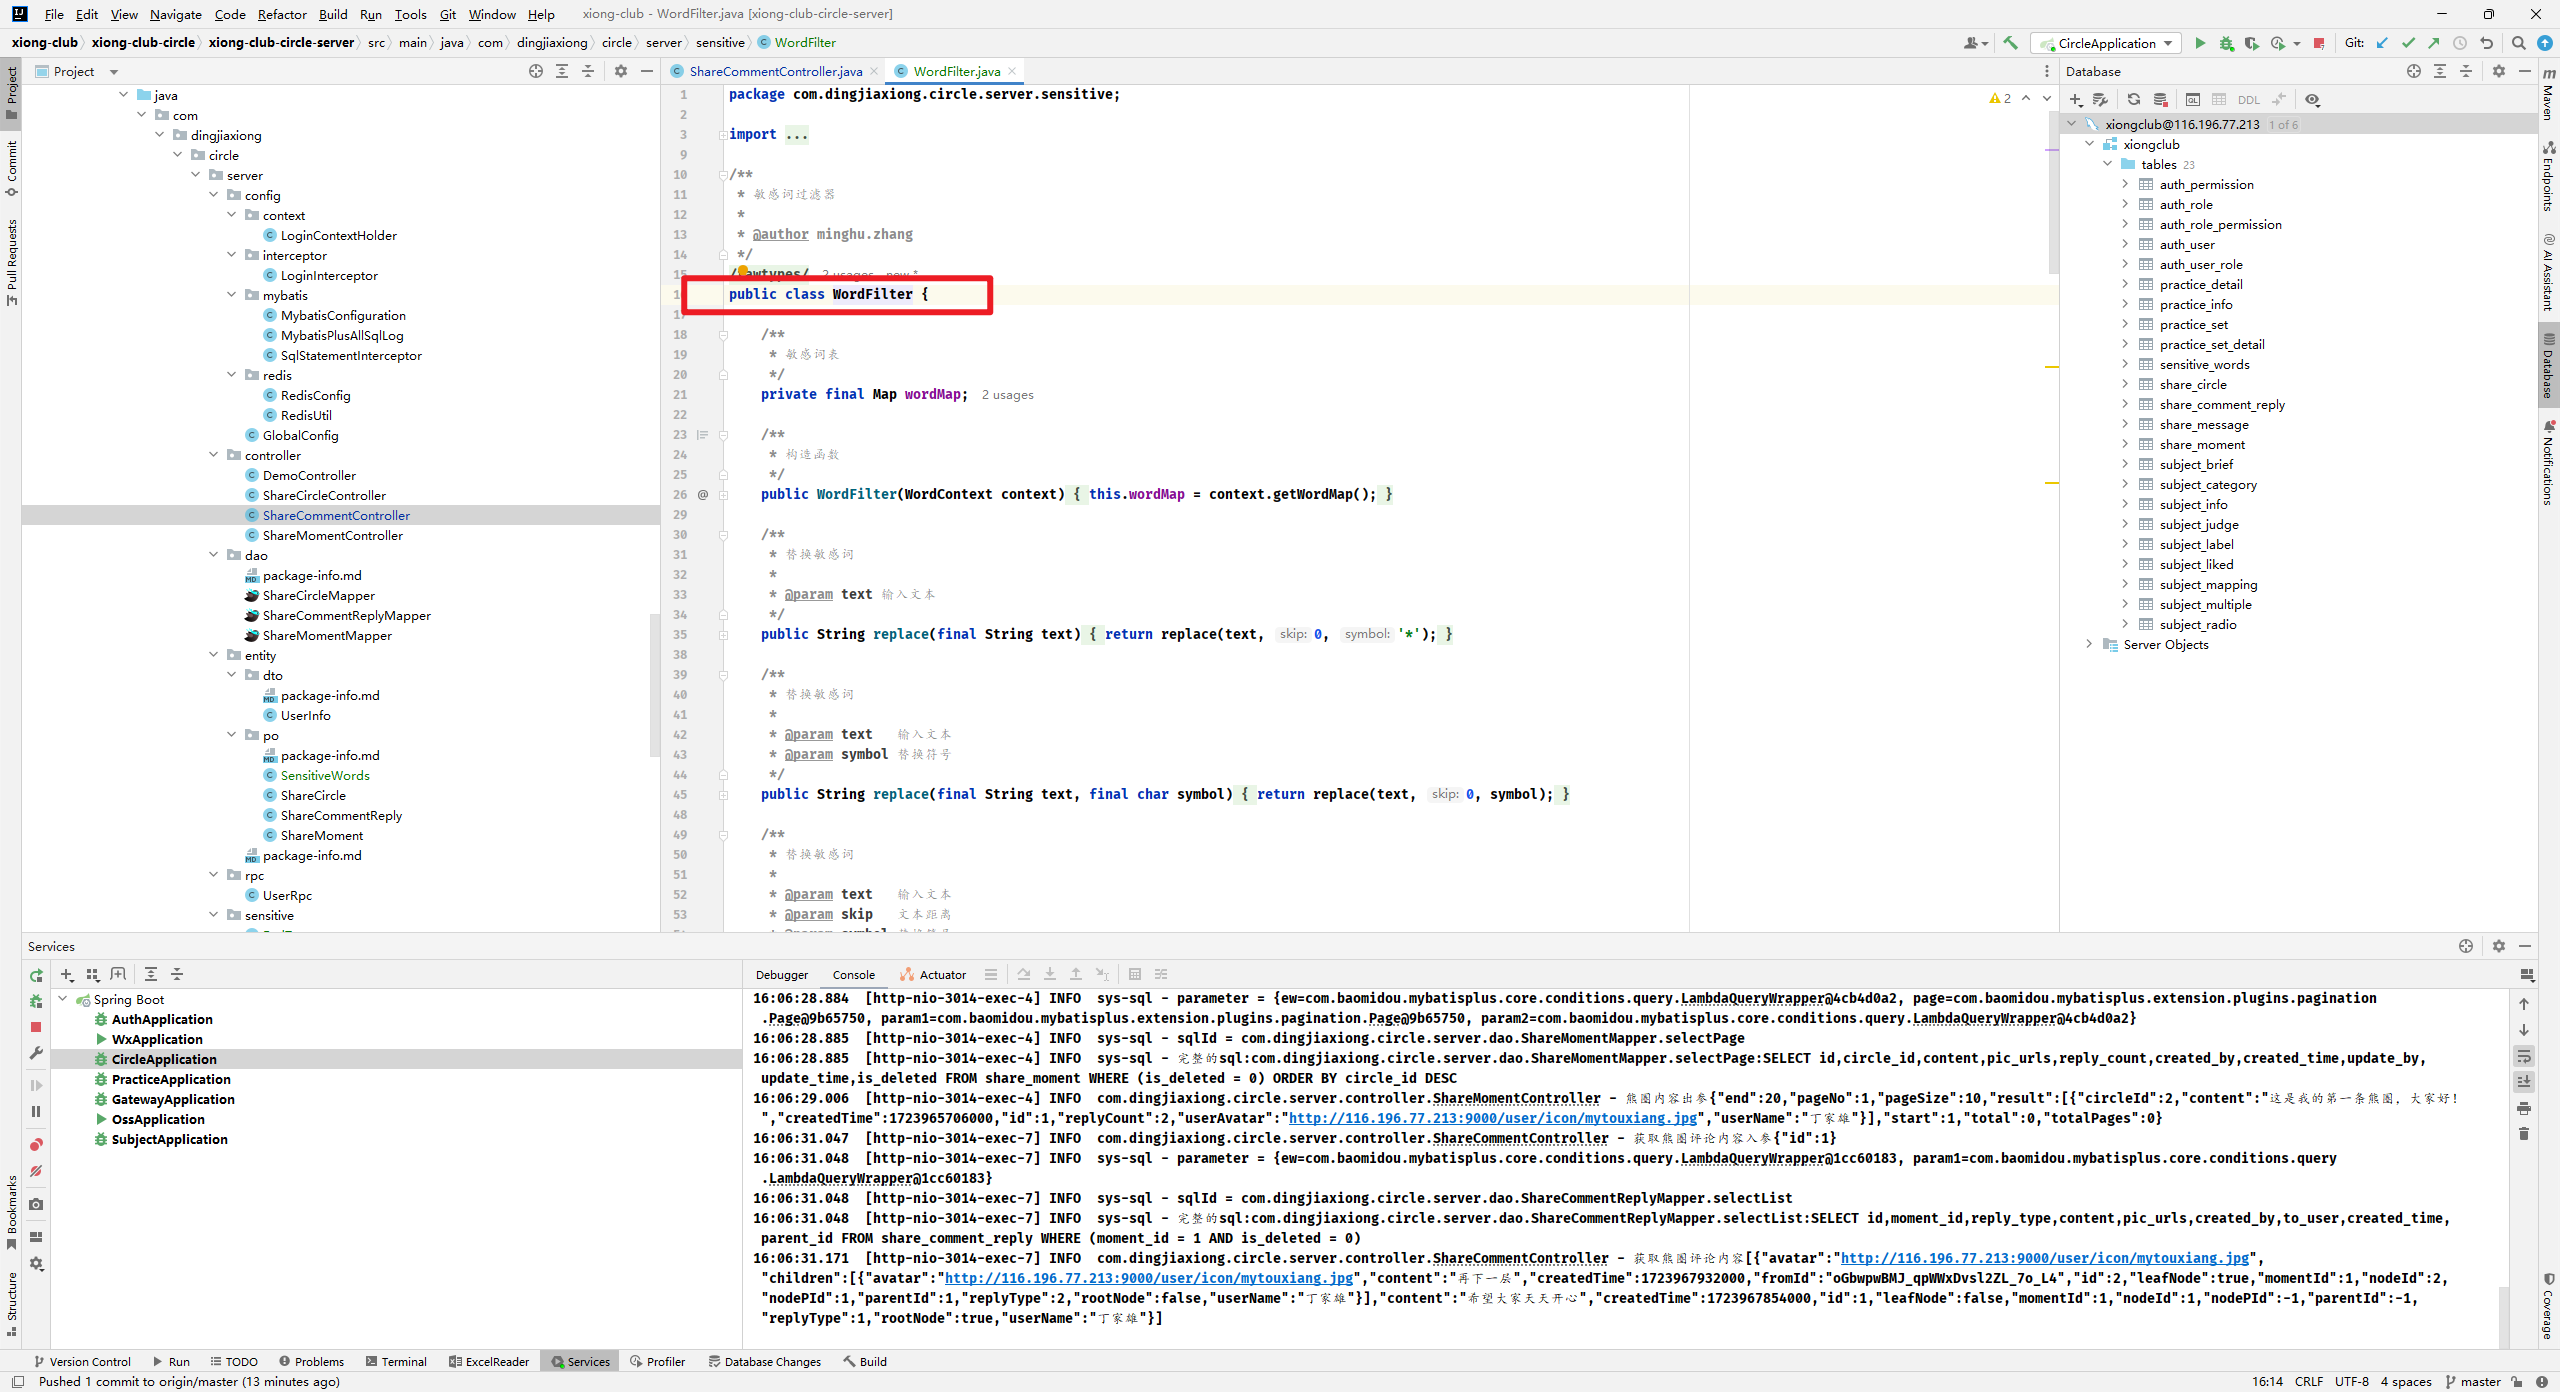 File Edit View Navigate Code Refactor Build Run Tools Git Window Help xiong-club - WordFilter.java [xiong-club-circle-server]
xiong-club xiong-club-circle xiong-club-circle-server src main java com dingjiaxiong circle server sensitive WordFilter
CircleApplication Git:
Project
Commit
Pull Requests
Bookmarks
Structure
Project
java
com
dingjiaxiong
circle
server
config
context
LoginContextHolder
interceptor
LoginInterceptor
mybatis
MybatisConfiguration
MybatisPlusAllSqlLog
SqlStatementInterceptor
redis
RedisConfig
RedisUtil
GlobalConfig
controller
DemoController
ShareCircleController
ShareCommentController
ShareMomentController
dao
package-info.md
ShareCircleMapper
ShareCommentReplyMapper
ShareMomentMapper
entity
dto
package-info.md
UserInfo
po
package-info.md
SensitiveWords
ShareCircle
ShareCommentReply
ShareMoment
package-info.md
rpc
UserRpc
sensitive
ShareCommentController.java WordFilter.java
2
1 package com.dingjiaxiong.circle.server.sensitive;
2
3 import ...
9
10 /**
11 * 敏感词过滤器
12 *
13 * @author minghu.zhang
14 */
15 /rawtypes/ 2 usages new *
public class WordFilter {
17
18 /**
19 * 敏感词表
20 */
21 private final Map wordMap; 2 usages
22
23 /**
24 * 构造函数
25 */
26 @ public WordFilter(WordContext context) { this.wordMap = context.getWordMap(); }
29
30 /**
31 * 替换敏感词
32 *
33 * @param text 输入文本
34 */
35 public String replace(final String text) { return replace(text, skip: 0, symbol: '*'); }
38
39 /**
40 * 替换敏感词
41 *
42 * @param text 输入文本
43 * @param symbol 替换符号
44 */
45 public String replace(final String text, final char symbol) { return replace(text, skip: 0, symbol); }
48
49 /**
50 * 替换敏感词
51 *
52 * @param text 输入文本
53 * @param skip 文本距离
Database
DDL
xiongclub@116.196.77.213 1 of 6
xiongclub
tables 23
auth_permission
auth_role
auth_role_permission
auth_user
auth_user_role
practice_detail
practice_info
practice_set
practice_set_detail
sensitive_words
share_circle
share_comment_reply
share_message
share_moment
subject_brief
subject_category
subject_info
subject_judge
subject_label
subject_liked
subject_mapping
subject_multiple
subject_radio
Server Objects
Maven
Endpoints
AI Assistant
Database
Notifications
Coverage
Services
Spring Boot
AuthApplication
WxApplication
CircleApplication
PracticeApplication
GatewayApplication
OssApplication
SubjectApplication
Debugger Console Actuator
16:06:28.884 [http-nio-3014-exec-4] INFO sys-sql - parameter = {ew=com.baomidou.mybatisplus.core.conditions.query.LambdaQueryWrapper@4cb4d0a2, page=com.baomidou.mybatisplus.extension.plugins.pagination
.Page@9b65750, param1=com.baomidou.mybatisplus.extension.plugins.pagination.Page@9b65750, param2=com.baomidou.mybatisplus.core.conditions.query.LambdaQueryWrapper@4cb4d0a2}
16:06:28.885 [http-nio-3014-exec-4] INFO sys-sql - sqlId = com.dingjiaxiong.circle.server.dao.ShareMomentMapper.selectPage
16:06:28.885 [http-nio-3014-exec-4] INFO sys-sql - 完整的sql:com.dingjiaxiong.circle.server.dao.ShareMomentMapper.selectPage:SELECT id,circle_id,content,pic_urls,reply_count,created_by,created_time,update_by,
update_time,is_deleted FROM share_moment WHERE (is_deleted = 0) ORDER BY circle_id DESC
16:06:29.006 [http-nio-3014-exec-4] INFO com.dingjiaxiong.circle.server.controller.ShareMomentController - 熊圈内容出参{"end":20,"pageNo":1,"pageSize":10,"result":[{"circleId":2,"content":"这是我的第一条熊圈，大家好！
","createdTime":1723965706000,"id":1,"replyCount":2,"userAvatar":"http://116.196.77.213:9000/user/icon/mytouxiang.jpg","userName":"丁家雄"}],"start":1,"total":0,"totalPages":0}
16:06:31.047 [http-nio-3014-exec-7] INFO com.dingjiaxiong.circle.server.controller.ShareCommentController - 获取熊圈评论内容入参{"id":1}
16:06:31.048 [http-nio-3014-exec-7] INFO sys-sql - parameter = {ew=com.baomidou.mybatisplus.core.conditions.query.LambdaQueryWrapper@1cc60183, param1=com.baomidou.mybatisplus.core.conditions.query
.LambdaQueryWrapper@1cc60183}
16:06:31.048 [http-nio-3014-exec-7] INFO sys-sql - sqlId = com.dingjiaxiong.circle.server.dao.ShareCommentReplyMapper.selectList
16:06:31.048 [http-nio-3014-exec-7] INFO sys-sql - 完整的sql:com.dingjiaxiong.circle.server.dao.ShareCommentReplyMapper.selectList:SELECT id,moment_id,reply_type,content,pic_urls,created_by,to_user,created_time,
parent_id FROM share_comment_reply WHERE (moment_id = 1 AND is_deleted = 0)
16:06:31.171 [http-nio-3014-exec-7] INFO com.dingjiaxiong.circle.server.controller.ShareCommentController - 获取熊圈评论内容[{"avatar":"http://116.196.77.213:9000/user/icon/mytouxiang.jpg",
"children":[{"avatar":"http://116.196.77.213:9000/user/icon/mytouxiang.jpg","content":"再下一层","createdTime":1723967932000,"fromId":"oGbwpwBMJ_qpWWxDvsl2ZL_7o_L4","id":2,"leafNode":true,"momentId":1,"nodeId":2,
"nodePId":1,"parentId":1,"replyType":2,"rootNode":false,"userName":"丁家雄"}],"content":"希望大家天天开心","createdTime":1723967854000,"id":1,"leafNode":false,"momentId":1,"nodeId":1,"nodePId":-1,"parentId":-1,
"replyType":1,"rootNode":true,"userName":"丁家雄"}]
Version Control Run TODO Problems Terminal ExcelReader Services Profiler Database Changes Build
Pushed 1 commit to origin/master (13 minutes ago) 16:14 CRLF UTF-8 4 spaces master